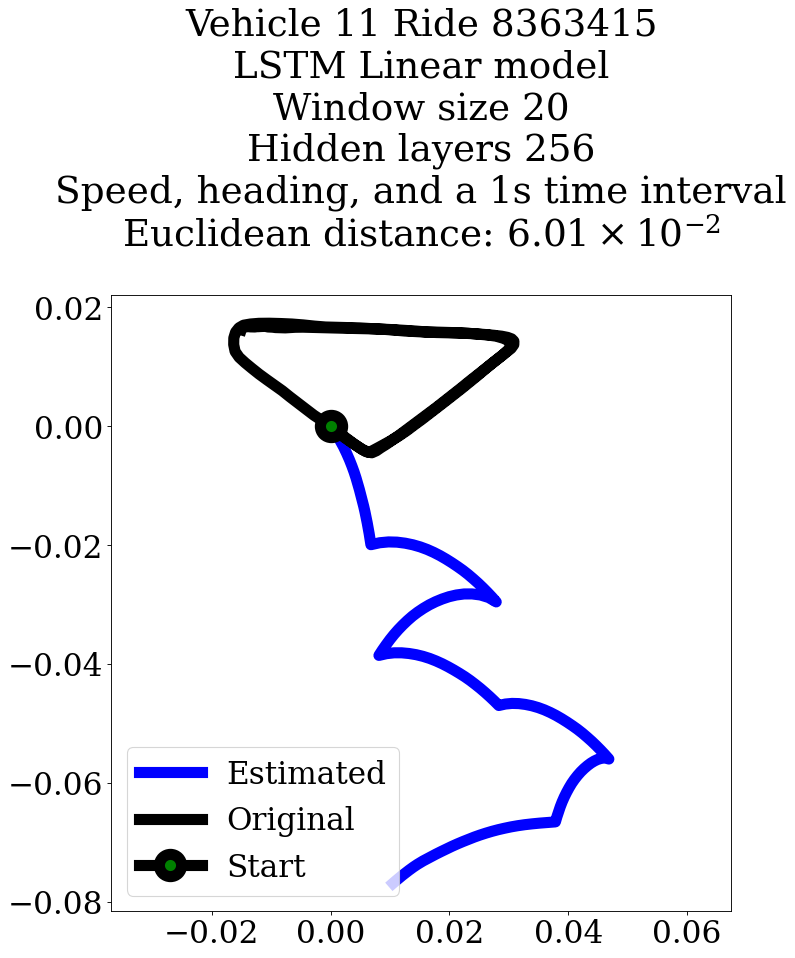 Vehicle 11 Ride 8363415
LSTM Linear model
Window size 20
Hidden layers 256
Speed, heading, and a 1s time interval
Euclidean distance: 6.01 × 10⁻²
0.02
0.00
−0.02
−0.04
−0.06
−0.08
Estimated
Original
Start
−0.02 0.00 0.02 0.04 0.06